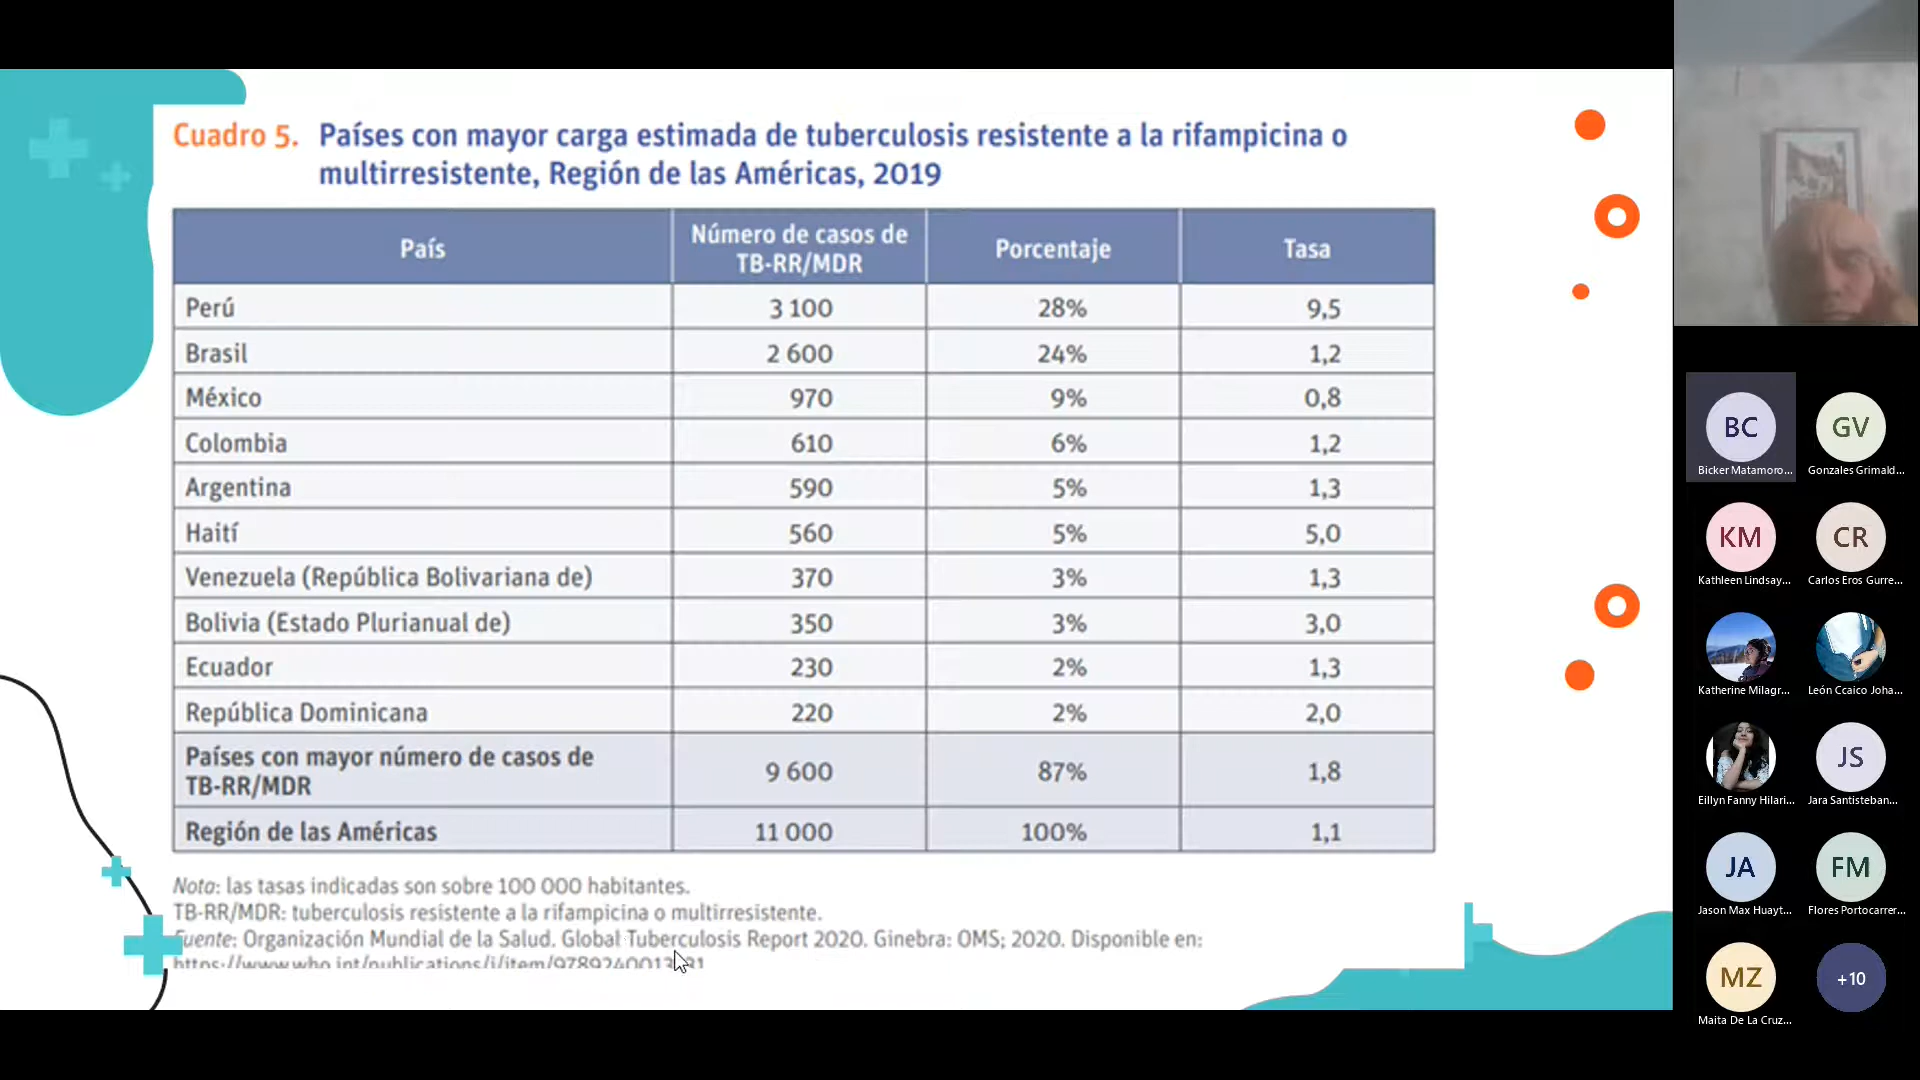 Cuadro 5. Países con mayor carga estimada de tuberculosis resistente a la rifampicina o
multirresistente, Región de las Américas, 2019
País Número de casos de TB-RR/MDR Porcentaje Tasa
Perú 3 100 28% 9,5
Brasil 2 600 24% 1,2
México 970 9% 0,8
Colombia 610 6% 1,2
Argentina 590 5% 1,3
Haití 560 5% 5,0
Venezuela (República Bolivariana de) 370 3% 1,3
Bolivia (Estado Plurianual de) 350 3% 3,0
Ecuador 230 2% 1,3
República Dominicana 220 2% 2,0
Países con mayor número de casos de TB-RR/MDR 9 600 87% 1,8
Región de las Américas 11 000 100% 1,1
Nota: las tasas indicadas son sobre 100 000 habitantes.
TB-RR/MDR: tuberculosis resistente a la rifampicina o multirresistente.
Fuente: Organización Mundial de la Salud. Global Tuberculosis Report 2020. Ginebra: OMS; 2020. Disponible en:
BC GV
Bicker Matamoro... Gonzales Grimald...
KM CR
Kathleen Lindsay... Carlos Eros Gurre...
Katherine Milagr... León Ccaico Joha...
JS
Eillyn Fanny Hilari... Jara Santisteban...
JA FM
Jason Max Huayt... Flores Portocarrer...
MZ +10
Maita De La Cruz...